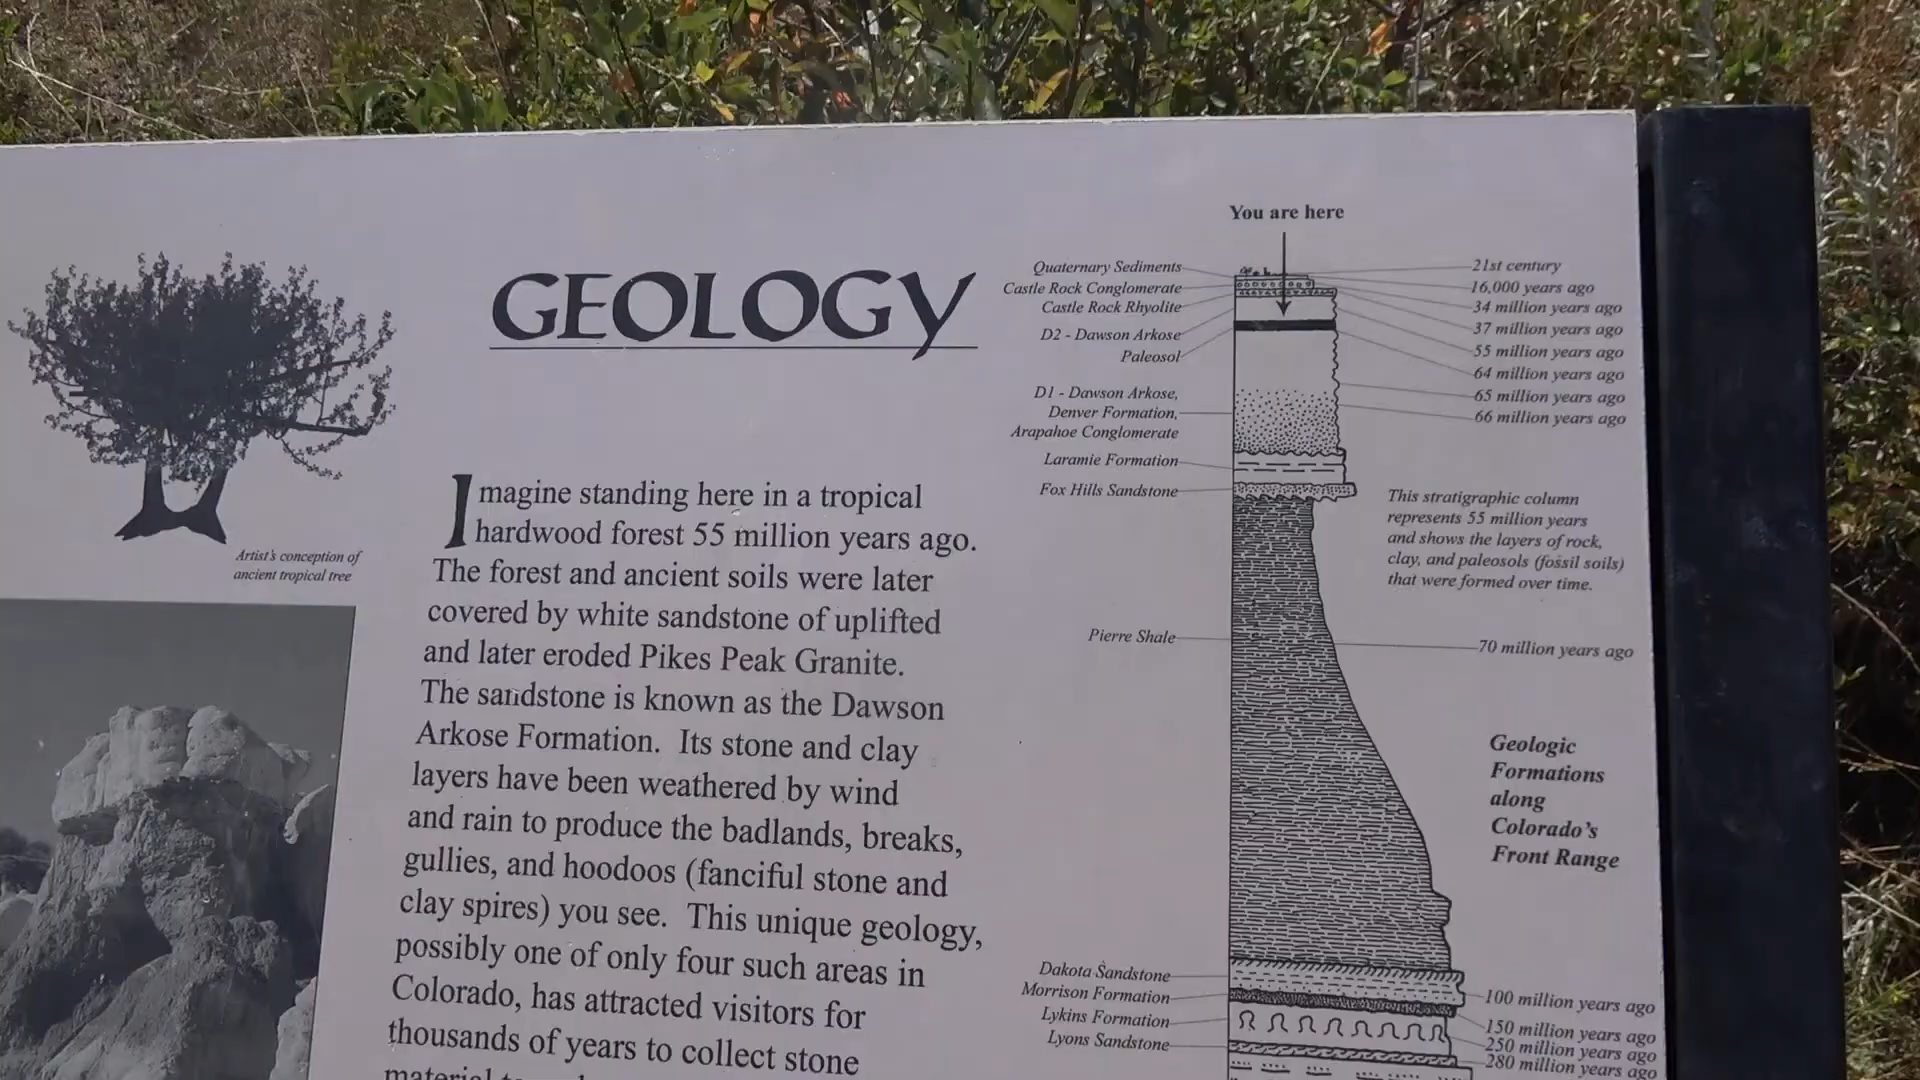 GEOLOGY
Artist's conception of
ancient tropical tree
Imagine standing here in a tropical
hardwood forest 55 million years ago.
The forest and ancient soils were later
covered by white sandstone of uplifted
and later eroded Pikes Peak Granite.
The sandstone is known as the Dawson
Arkose Formation. Its stone and clay
layers have been weathered by wind
and rain to produce the badlands, breaks,
gullies, and hoodoos (fanciful stone and
clay spires) you see. This unique geology,
possibly one of only four such areas in
Colorado, has attracted visitors for
thousands of years to collect stone
material
You are here
Quaternary Sediments
Castle Rock Conglomerate
Castle Rock Rhyolite
D2 - Dawson Arkose
Paleosol
D1 - Dawson Arkose,
Denver Formation,
Arapahoe Conglomerate
Laramie Formation
Fox Hills Sandstone
Pierre Shale
Dakota Sandstone
Morrison Formation
Lykins Formation
Lyons Sandstone
21st century
16,000 years ago
34 million years ago
37 million years ago
55 million years ago
64 million years ago
65 million years ago
66 million years ago
This stratigraphic column
represents 55 million years
and shows the layers of rock,
clay, and paleosols (fossil soils)
that were formed over time.
70 million years ago
Geologic
Formations
along
Colorado's
Front Range
100 million years ago
150 million years ago
250 million years ago
280 million years ago